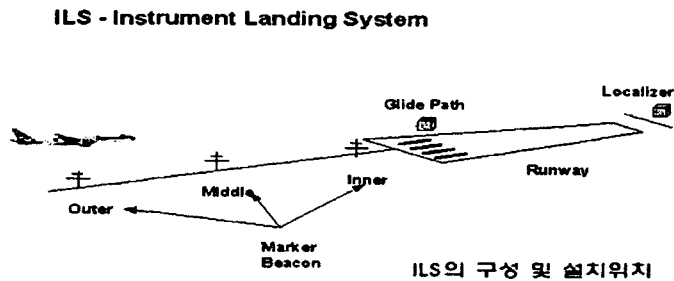 ILS - Instrument Landing System
Localizer
Glide Path
Runway
Inner
Middle
Outer
Marker
Beacon
ILS의 구성 및 설치위치